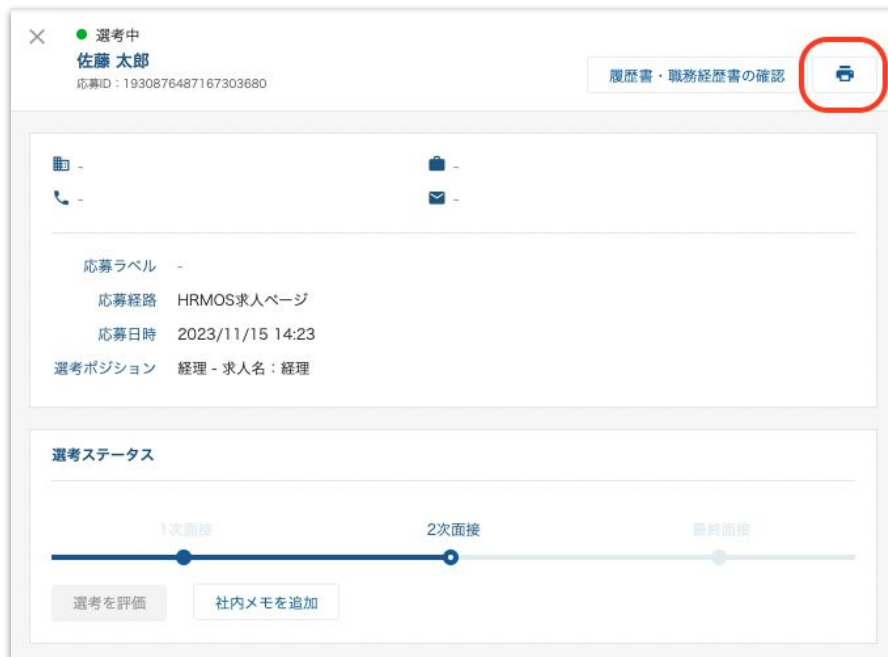 選考中
佐藤 太郎
応募ID：1930876487167303680
履歴書・職務経歴書の確認
-
-
-
-
応募ラベル -
応募経路 HRMOS求人ページ
応募日時 2023/11/15 14:23
選考ポジション 経理 - 求人名：経理
選考ステータス
1次面接 2次面接 最終面接
選考を評価 社内メモを追加